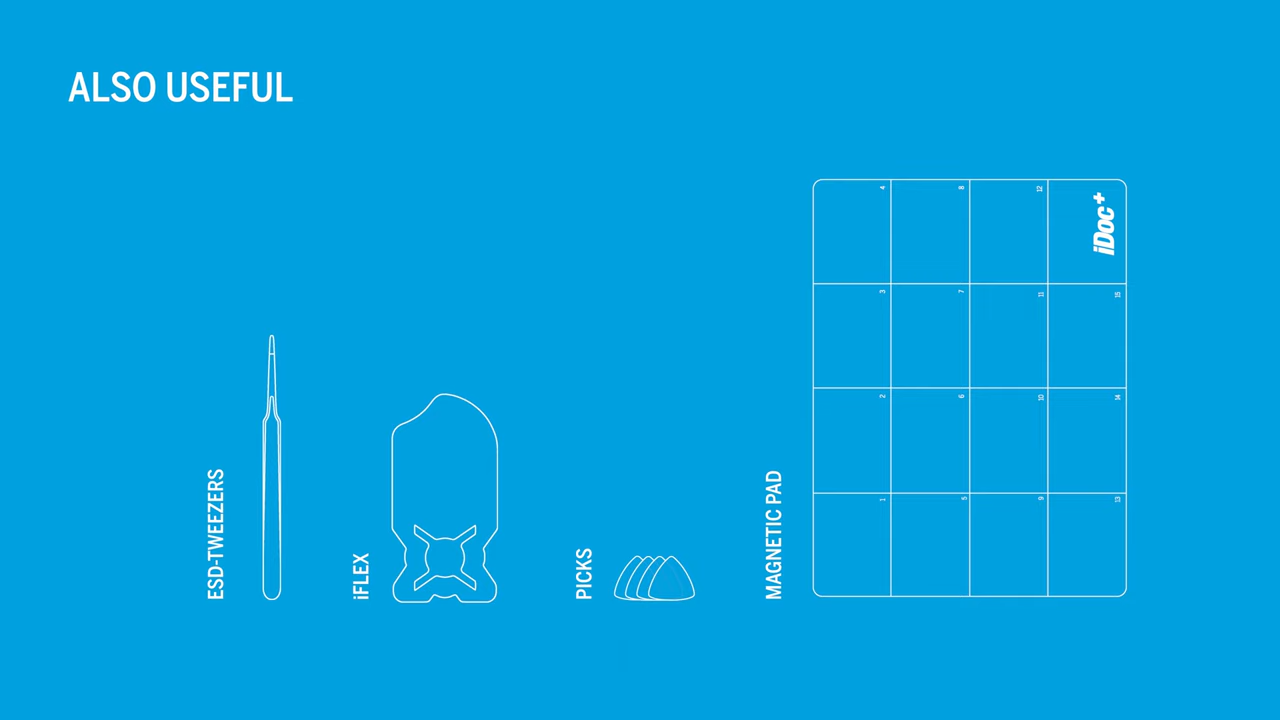 ALSO USEFUL
ESD-TWEEZERS
iFLEX
PICKS
MAGNETIC PAD
4
8
12
iDoc+
3
7
11
15
2
6
10
14
1
5
9
13